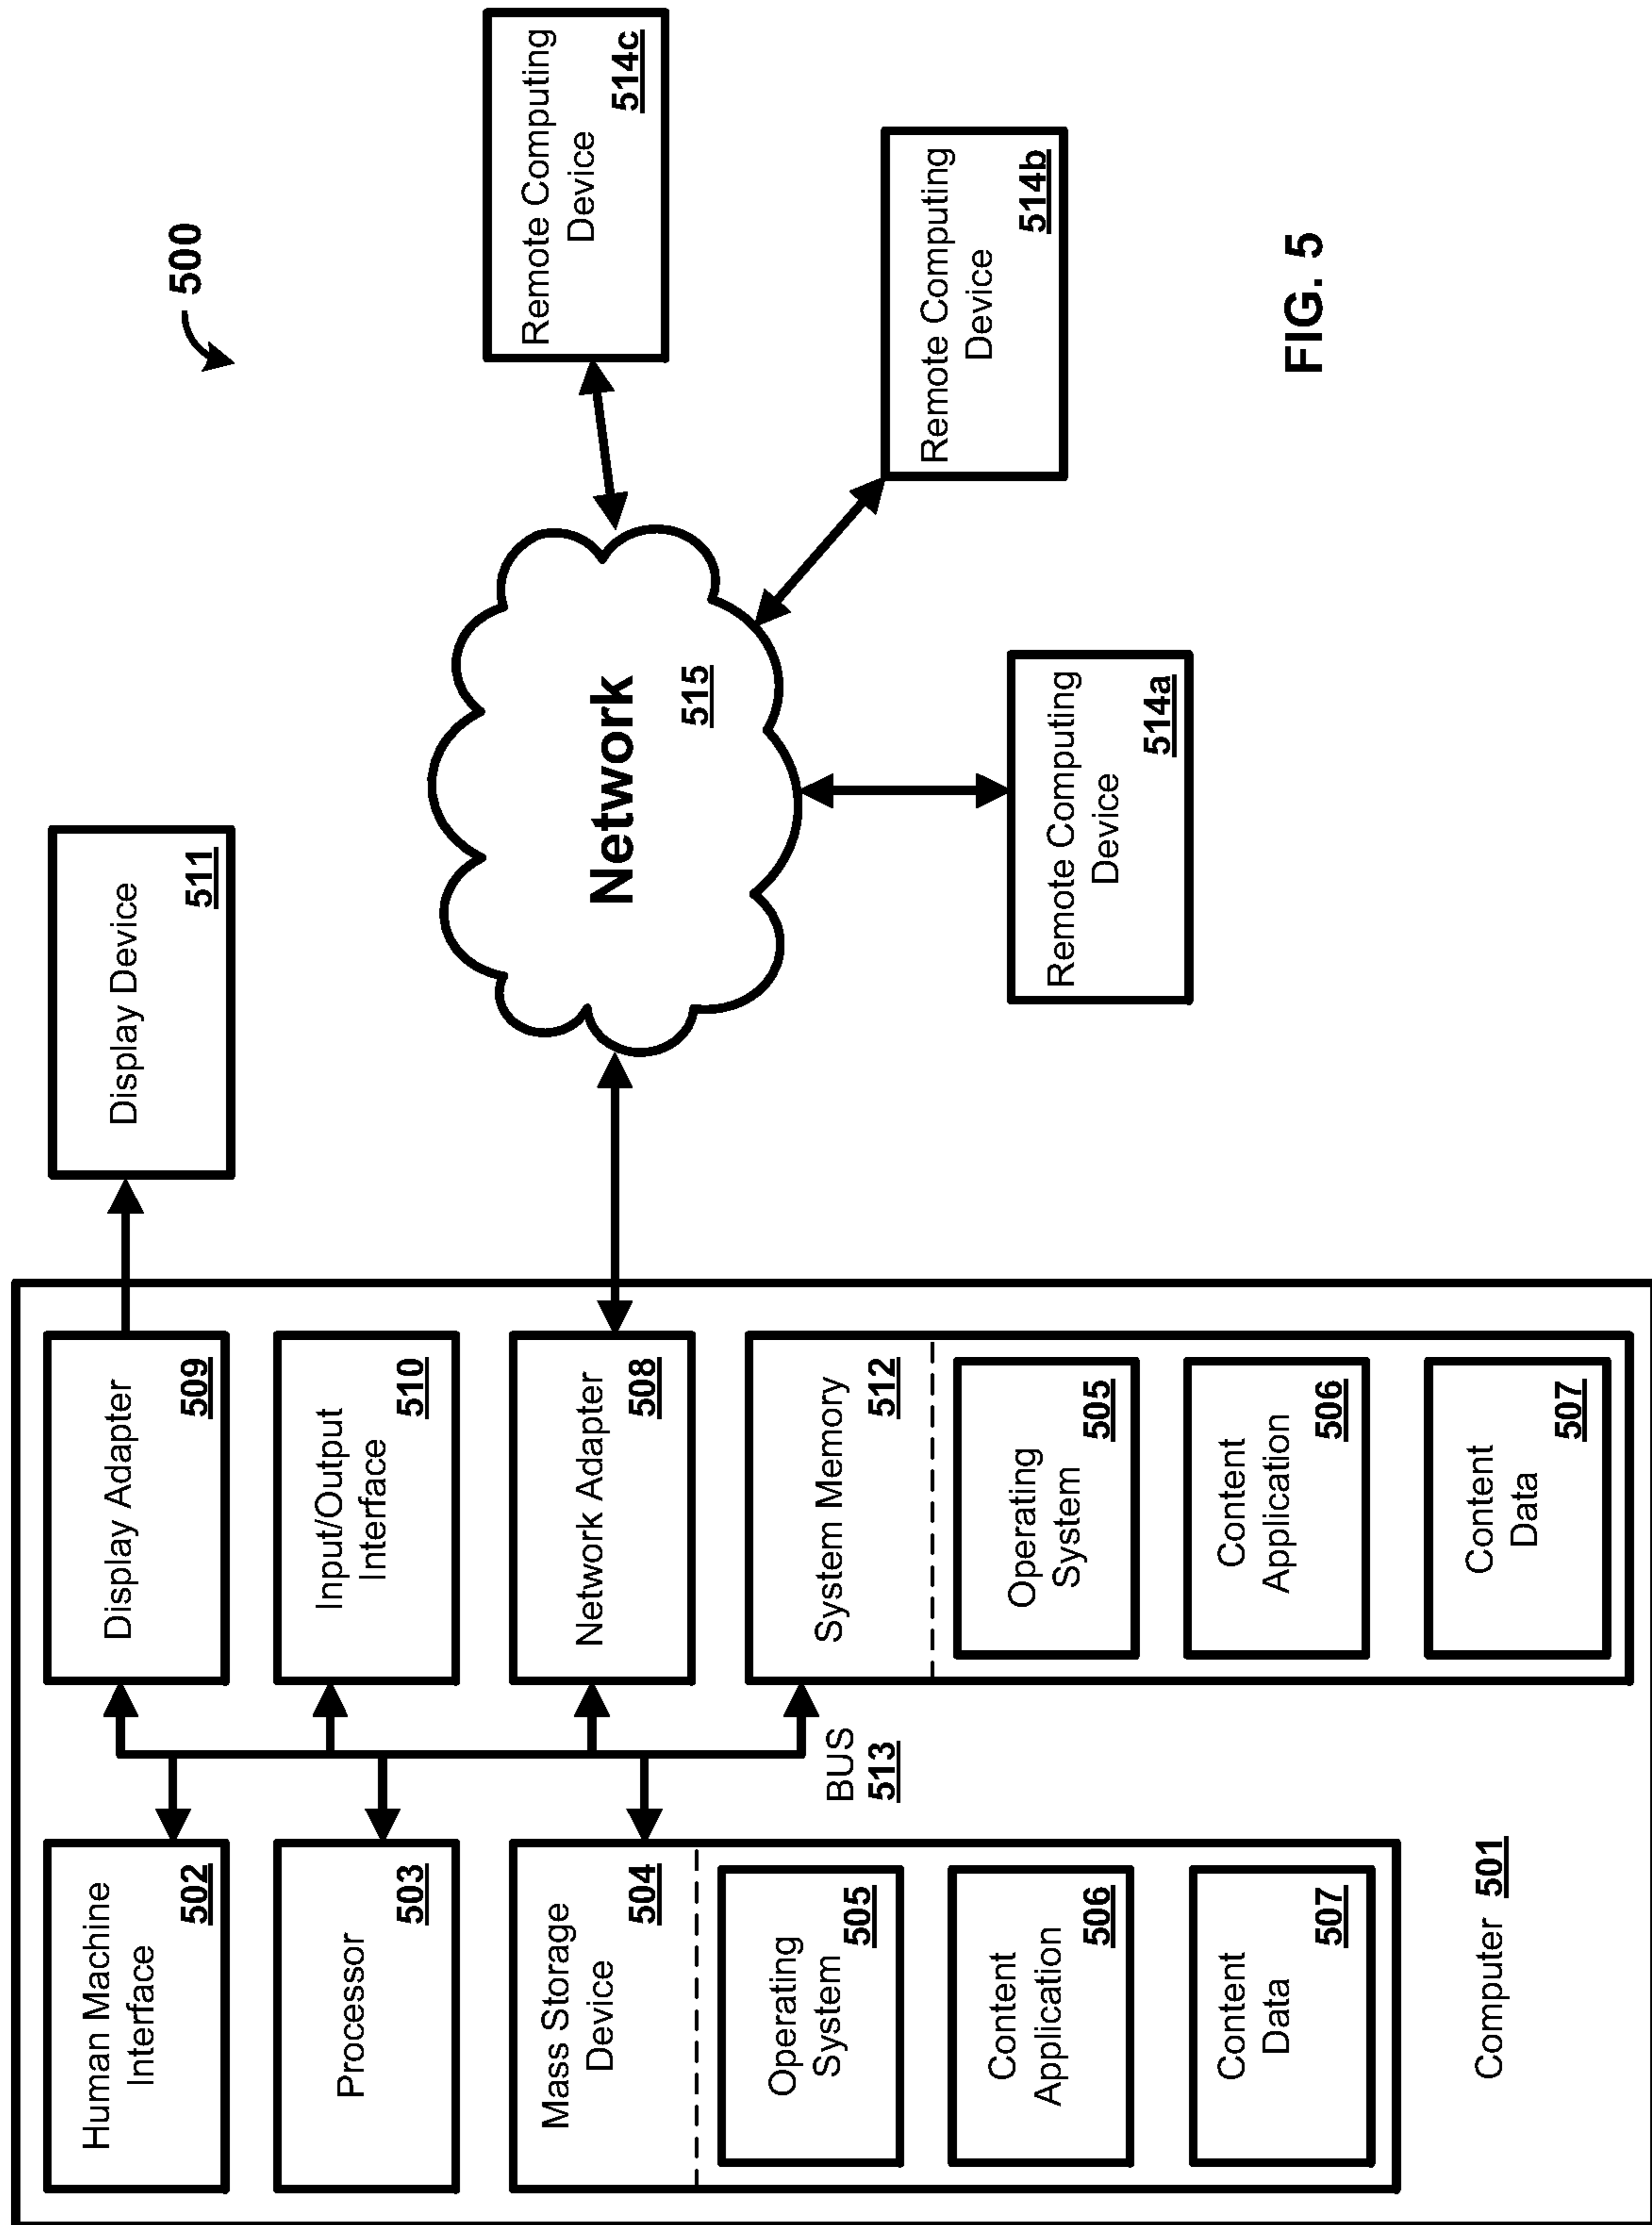 500
Human Machine
Interface
502
Processor
503
Mass Storage
Device
504
Operating
System
505
Content
Application
506
Content
Data
507
Computer 501
BUS
513
Display Adapter
509
Input/Output
Interface
510
Network Adapter
508
System Memory
512
Operating
System
505
Content
Application
506
Content
Data
507
Display Device
511
Network
515
Remote Computing
Device
514a
Remote Computing
Device
514b
Remote Computing
Device
514c
FIG. 5